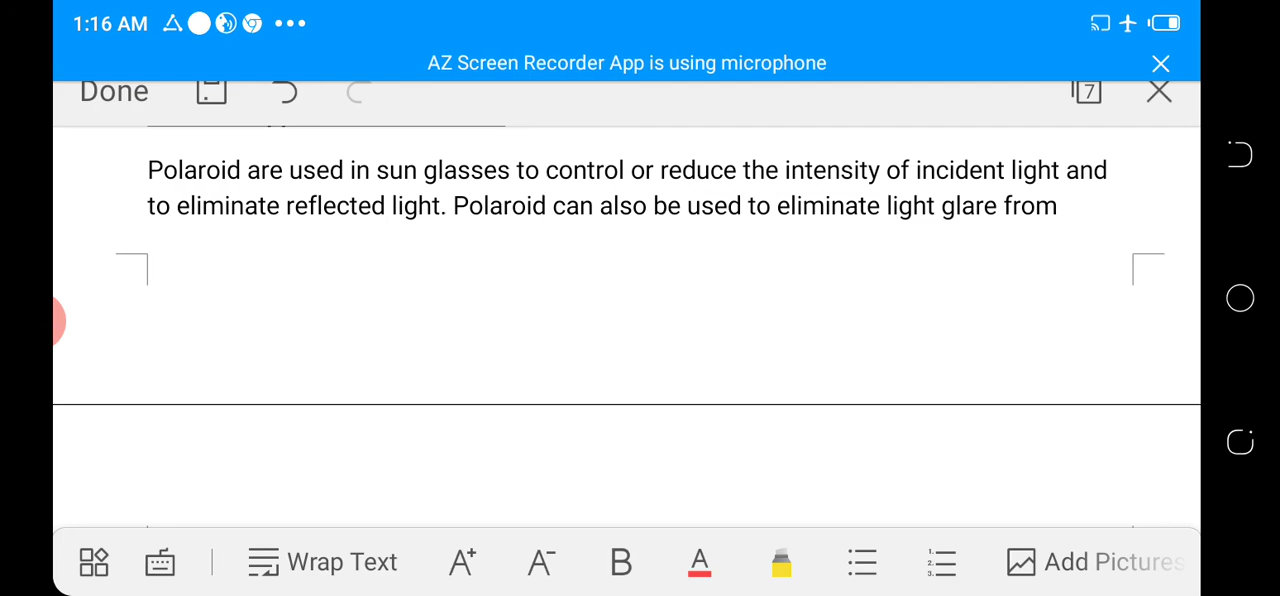 1:16 AM
AZ Screen Recorder App is using microphone
Done
7
Polaroid are used in sun glasses to control or reduce the intensity of incident light and
to eliminate reflected light. Polaroid can also be used to eliminate light glare from
Wrap Text A+ A- B A Add Pictures